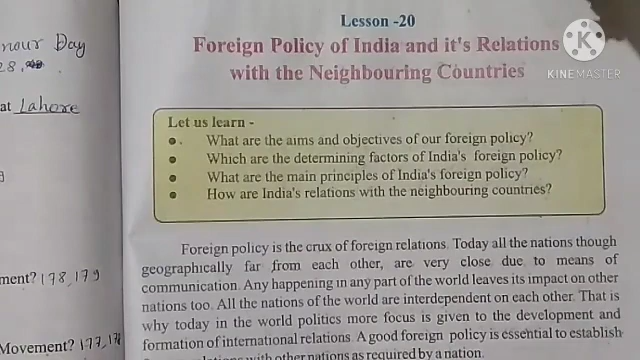 nour Day
28.
at Lahore
ment? 178,179
Movement? 177,178
Lesson -20
Foreign Policy of India and it's Relations
with the Neighbouring Countries
K
KINEMASTER
Let us learn -
• What are the aims and objectives of our foreign policy?
• Which are the determining factors of India's foreign policy?
• What are the main principles of India's foreign policy?
• How are India's relations with the neighbouring countries?
Foreign policy is the crux of foreign relations. Today all the nations though
geographically far from each other, are very close due to means of
communication. Any happening in any part of the world leaves its impact on other
nations too. All the nations of the world are interdependent on each other. That is
why today in the world politics more focus is given to the development and
formation of international relations. A good foreign policy is essential to establish
relations with other nations as required by a nation.